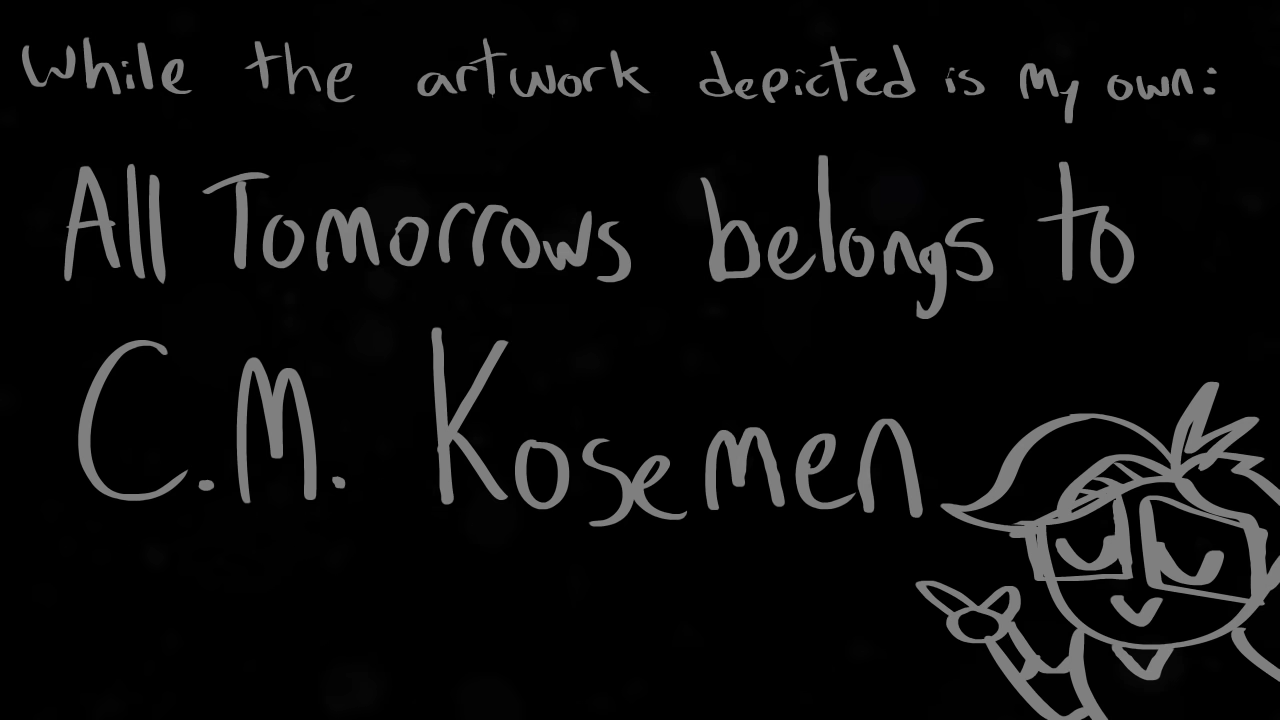 While the artwork depicted is my own:
All Tomorrows belongs to
C.M. Kosemen